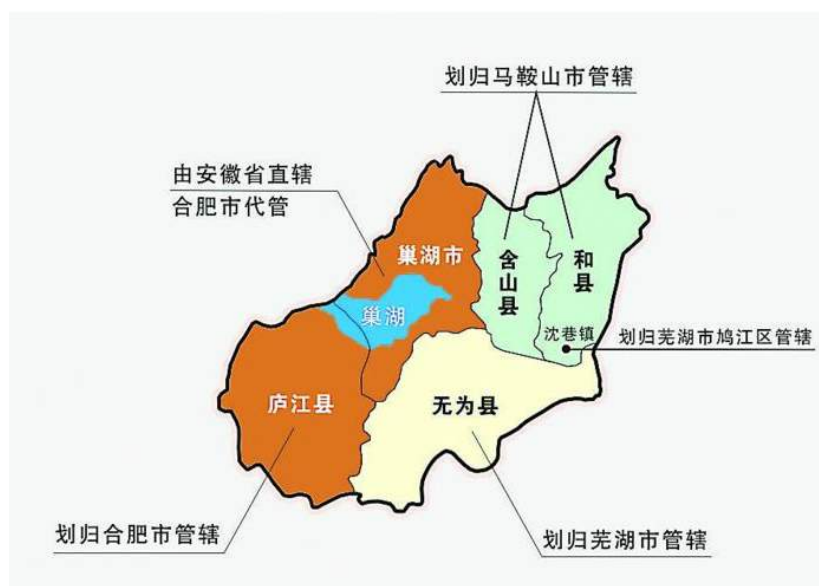 划归马鞍山市管辖
由安徽省直辖
合肥市代管
巢湖市
含山县
和县
巢湖
沈巷镇
划归芜湖市鸠江区管辖
庐江县
无为县
划归合肥市管辖
划归芜湖市管辖